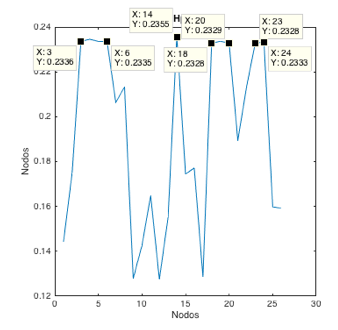 H
X: 14
Y: 0.2355
X: 20
Y: 0.2329
X: 23
Y: 0.2328
X: 3
Y: 0.2336
X: 6
Y: 0.2335
X: 18
Y: 0.2328
X: 24
Y: 0.2333
0.24
0.22
0.2
0.18
0.16
0.14
0.12
Nodos
0
5
10
15
20
25
30
Nodos